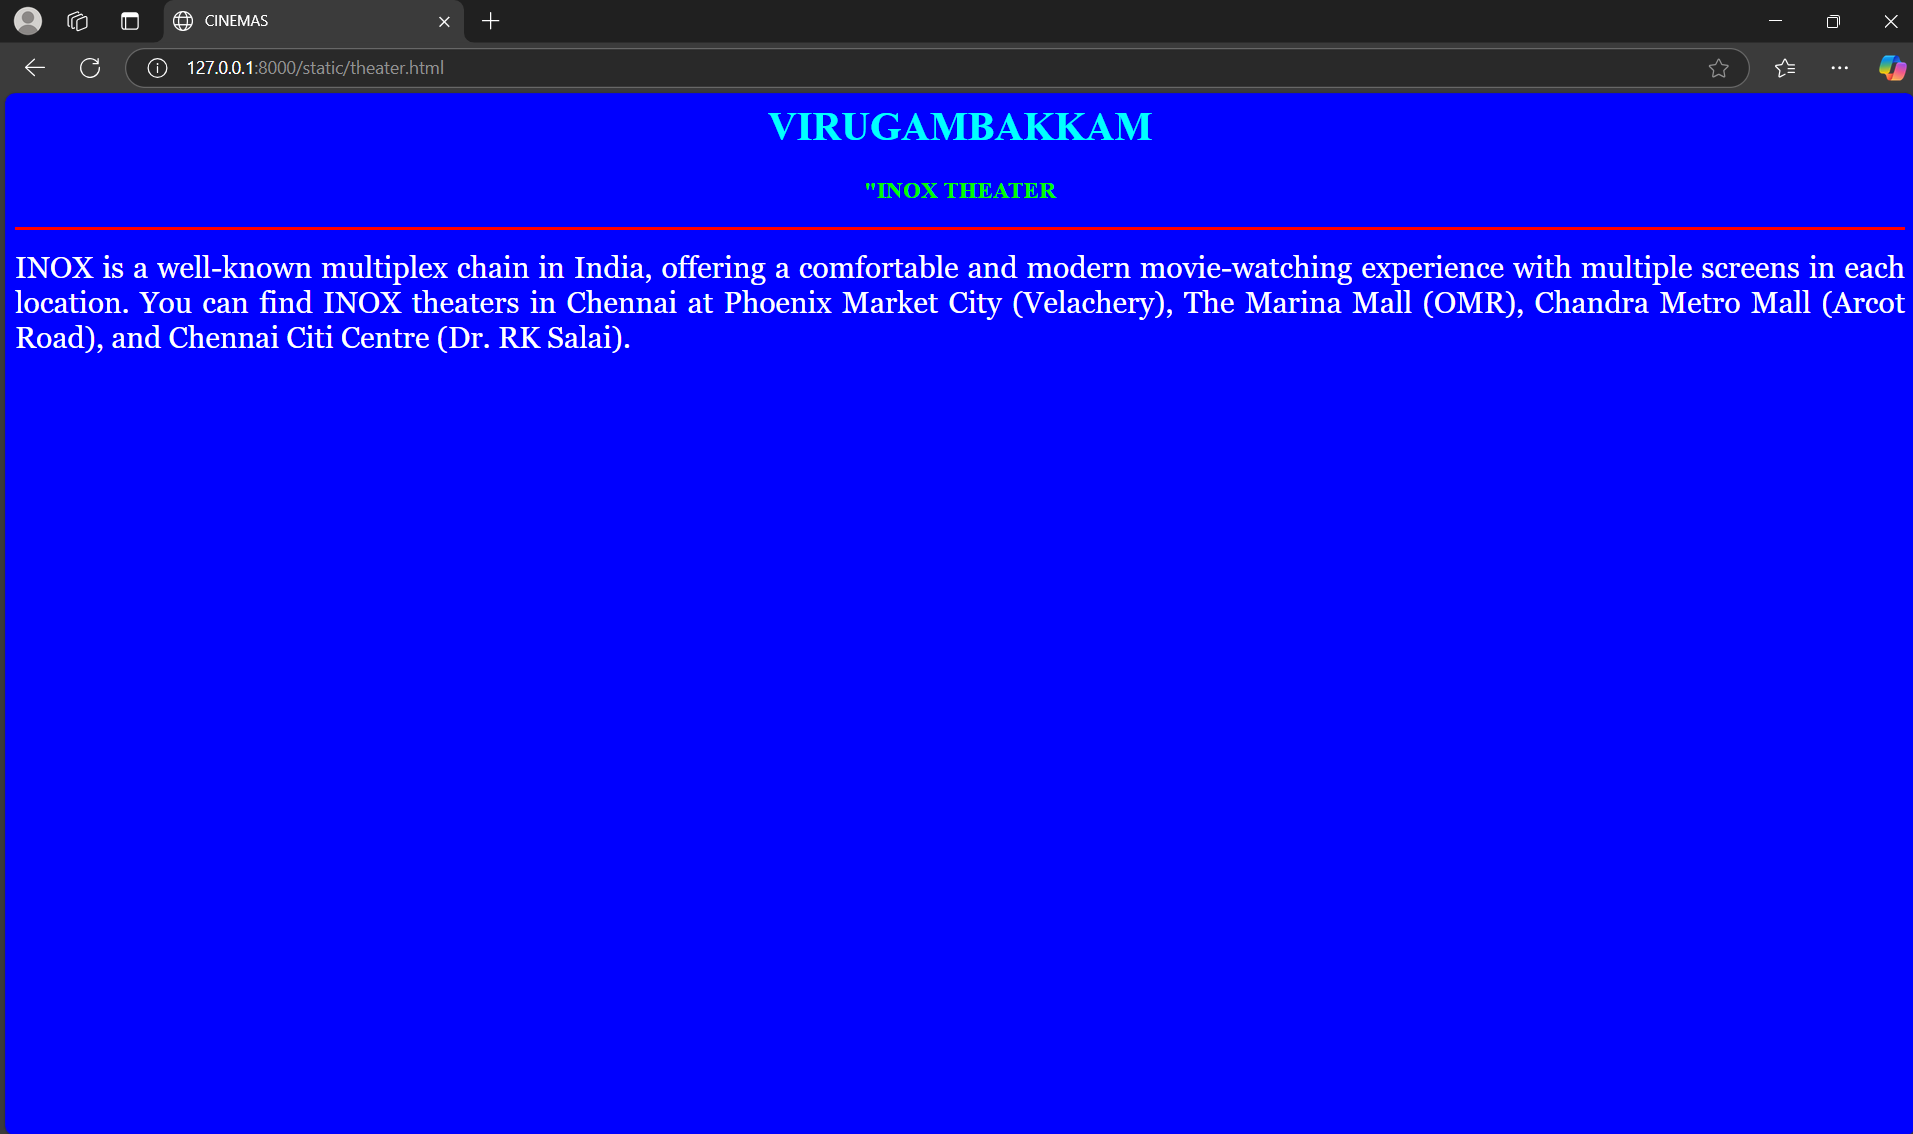 CINEMAS
127.0.0.1:8000/static/theater.html
VIRUGAMBAKKAM
"INOX THEATER
INOX is a well-known multiplex chain in India, offering a comfortable and modern movie-watching experience with multiple screens in each
location. You can find INOX theaters in Chennai at Phoenix Market City (Velachery), The Marina Mall (OMR), Chandra Metro Mall (Arcot
Road), and Chennai Citi Centre (Dr. RK Salai).